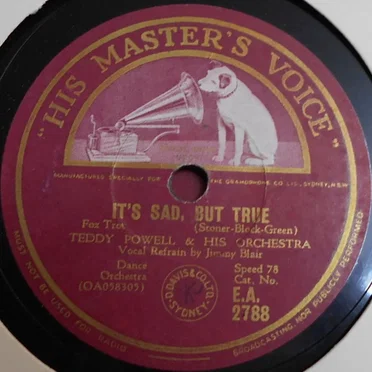 "HIS MASTER'S VOICE"
MANUFACTURED SPECIALLY FOR THE GRAMOPHONE CO. LTD., SYDNEY, N.S.W.
IT'S SAD, BUT TRUE
Fox Trot (Stoner-Block-Green)
TEDDY POWELL & HIS ORCHESTRA
Vocal Refrain by Jimmy Blair
Dance Speed 78
Orchestra Cat. No.
(OA058305) E.A.
2788
DAVIS & CO. LTD.
SYDNEY
MUST NOT BE USED FOR RADIO
BROADCASTING, NOR PUBLICLY PERFORMED